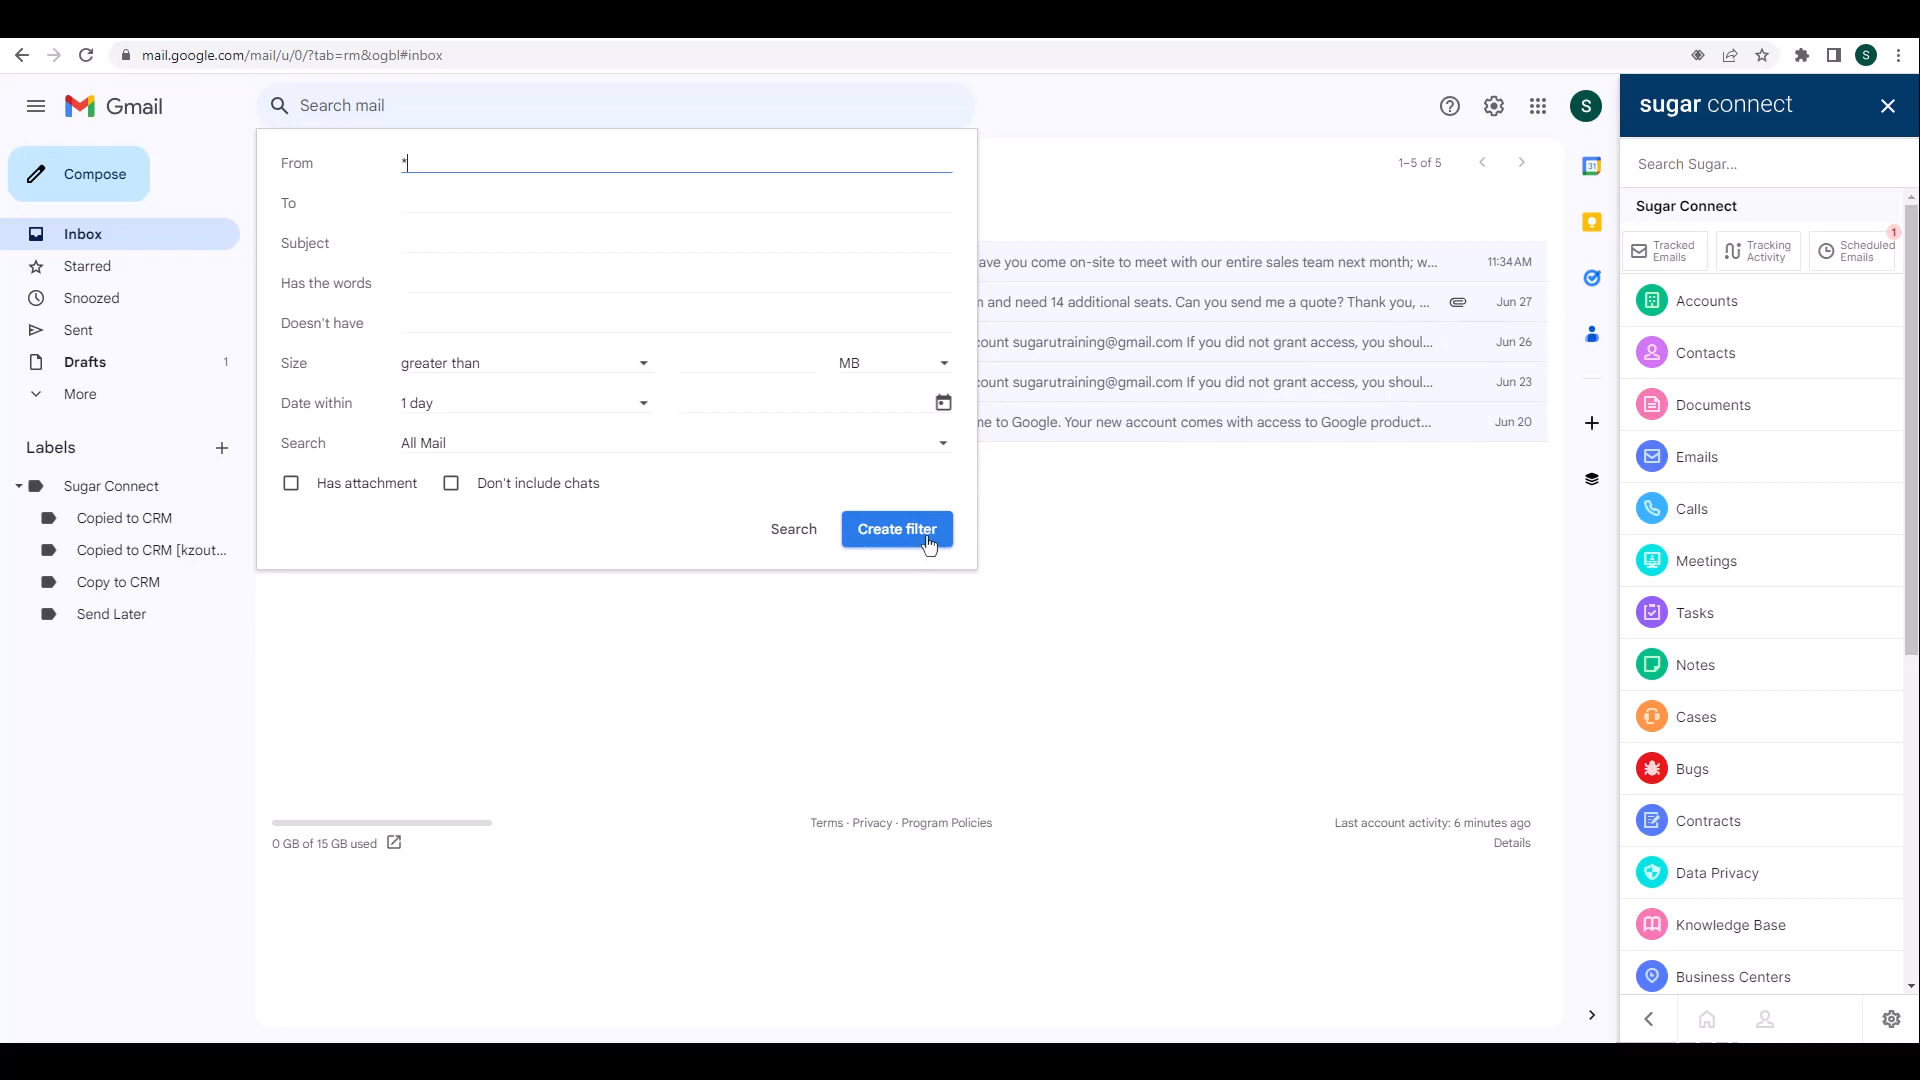 mail.google.com/mail/u/0/?tab=rm&ogbl#inbox
S
Gmail
Search mail
S
sugar connect
Compose
Inbox
Starred
Snoozed
Sent
Drafts 1
More
Labels
Sugar Connect
Copied to CRM
Copied to CRM [kzout...
Copy to CRM
Send Later
From *
To
Subject
Has the words
Doesn't have
Size greater than MB
Date within 1 day
Search All Mail
Has attachment Don't include chats
Search Create filter
1–5 of 5
ave you come on-site to meet with our entire sales team next month; w... 11:34 AM
n and need 14 additional seats. Can you send me a quote? Thank you, ... Jun 27
count sugarutraining@gmail.com If you did not grant access, you shoul... Jun 26
count sugarutraining@gmail.com If you did not grant access, you shoul... Jun 23
me to Google. Your new account comes with access to Google product... Jun 20
0 GB of 15 GB used
Terms · Privacy · Program Policies
Last account activity: 6 minutes ago
Details
31
Search Sugar...
Sugar Connect
Tracked Emails
Tracking Activity
Scheduled Emails
1
Accounts
Contacts
Documents
Emails
Calls
Meetings
Tasks
Notes
Cases
Bugs
Contracts
Data Privacy
Knowledge Base
Business Centers